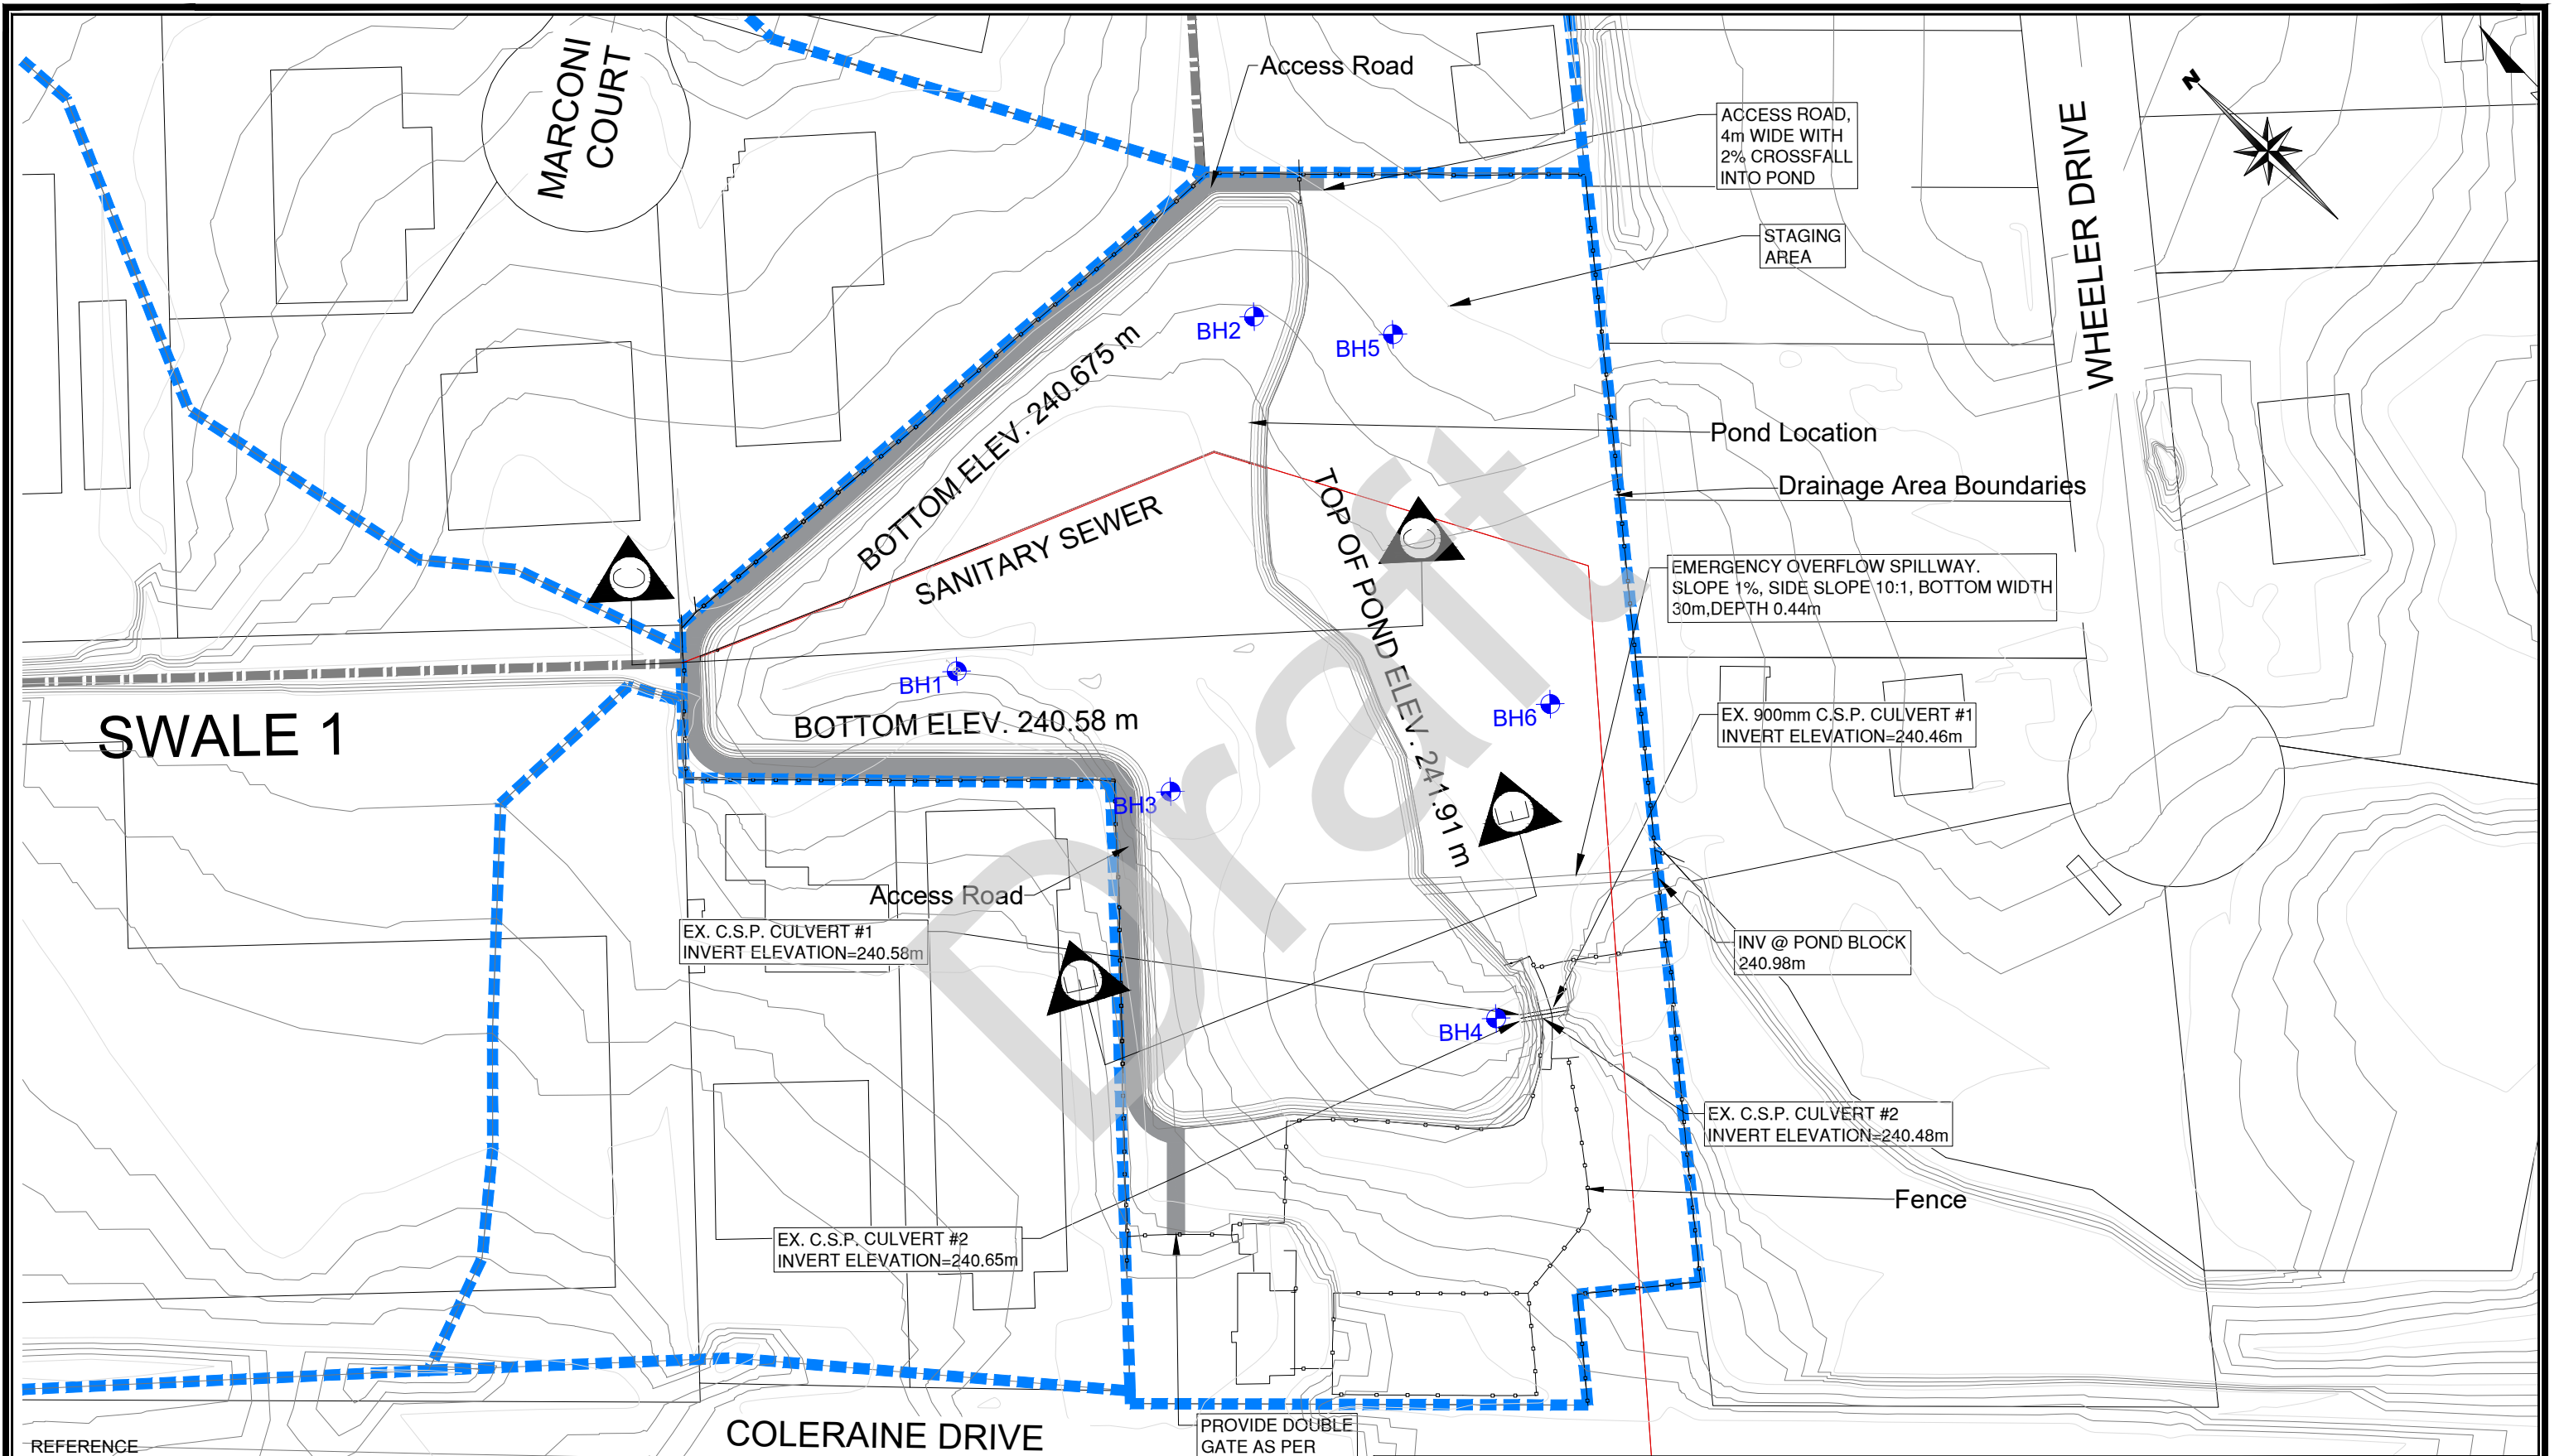 MARCONI
COURT
Access Road
ACCESS ROAD,
4m WIDE WITH
2% CROSSFALL
INTO POND
N
WHEELER DRIVE
STAGING
AREA
BH2
BH5
BOTTOM ELEV. 240.675 m
Pond Location
Drainage Area Boundaries
SANITARY SEWER
TOP OF POND ELEV. 241.91 m
EMERGENCY OVERFLOW SPILLWAY.
SLOPE 1%, SIDE SLOPE 10:1, BOTTOM WIDTH
30m,DEPTH 0.44m
BH1
BH6
SWALE 1
BOTTOM ELEV. 240.58 m
EX. 900mm C.S.P. CULVERT #1
INVERT ELEVATION=240.46m
BH3
Access Road
EX. C.S.P. CULVERT #1
INVERT ELEVATION=240.58m
INV @ POND BLOCK
240.98m
BH4
Draft
EX. C.S.P. CULVERT #2
INVERT ELEVATION=240.48m
Fence
EX. C.S.P. CULVERT #2
INVERT ELEVATION=240.65m
COLERAINE DRIVE
PROVIDE DOUBLE
GATE AS PER
REFERENCE